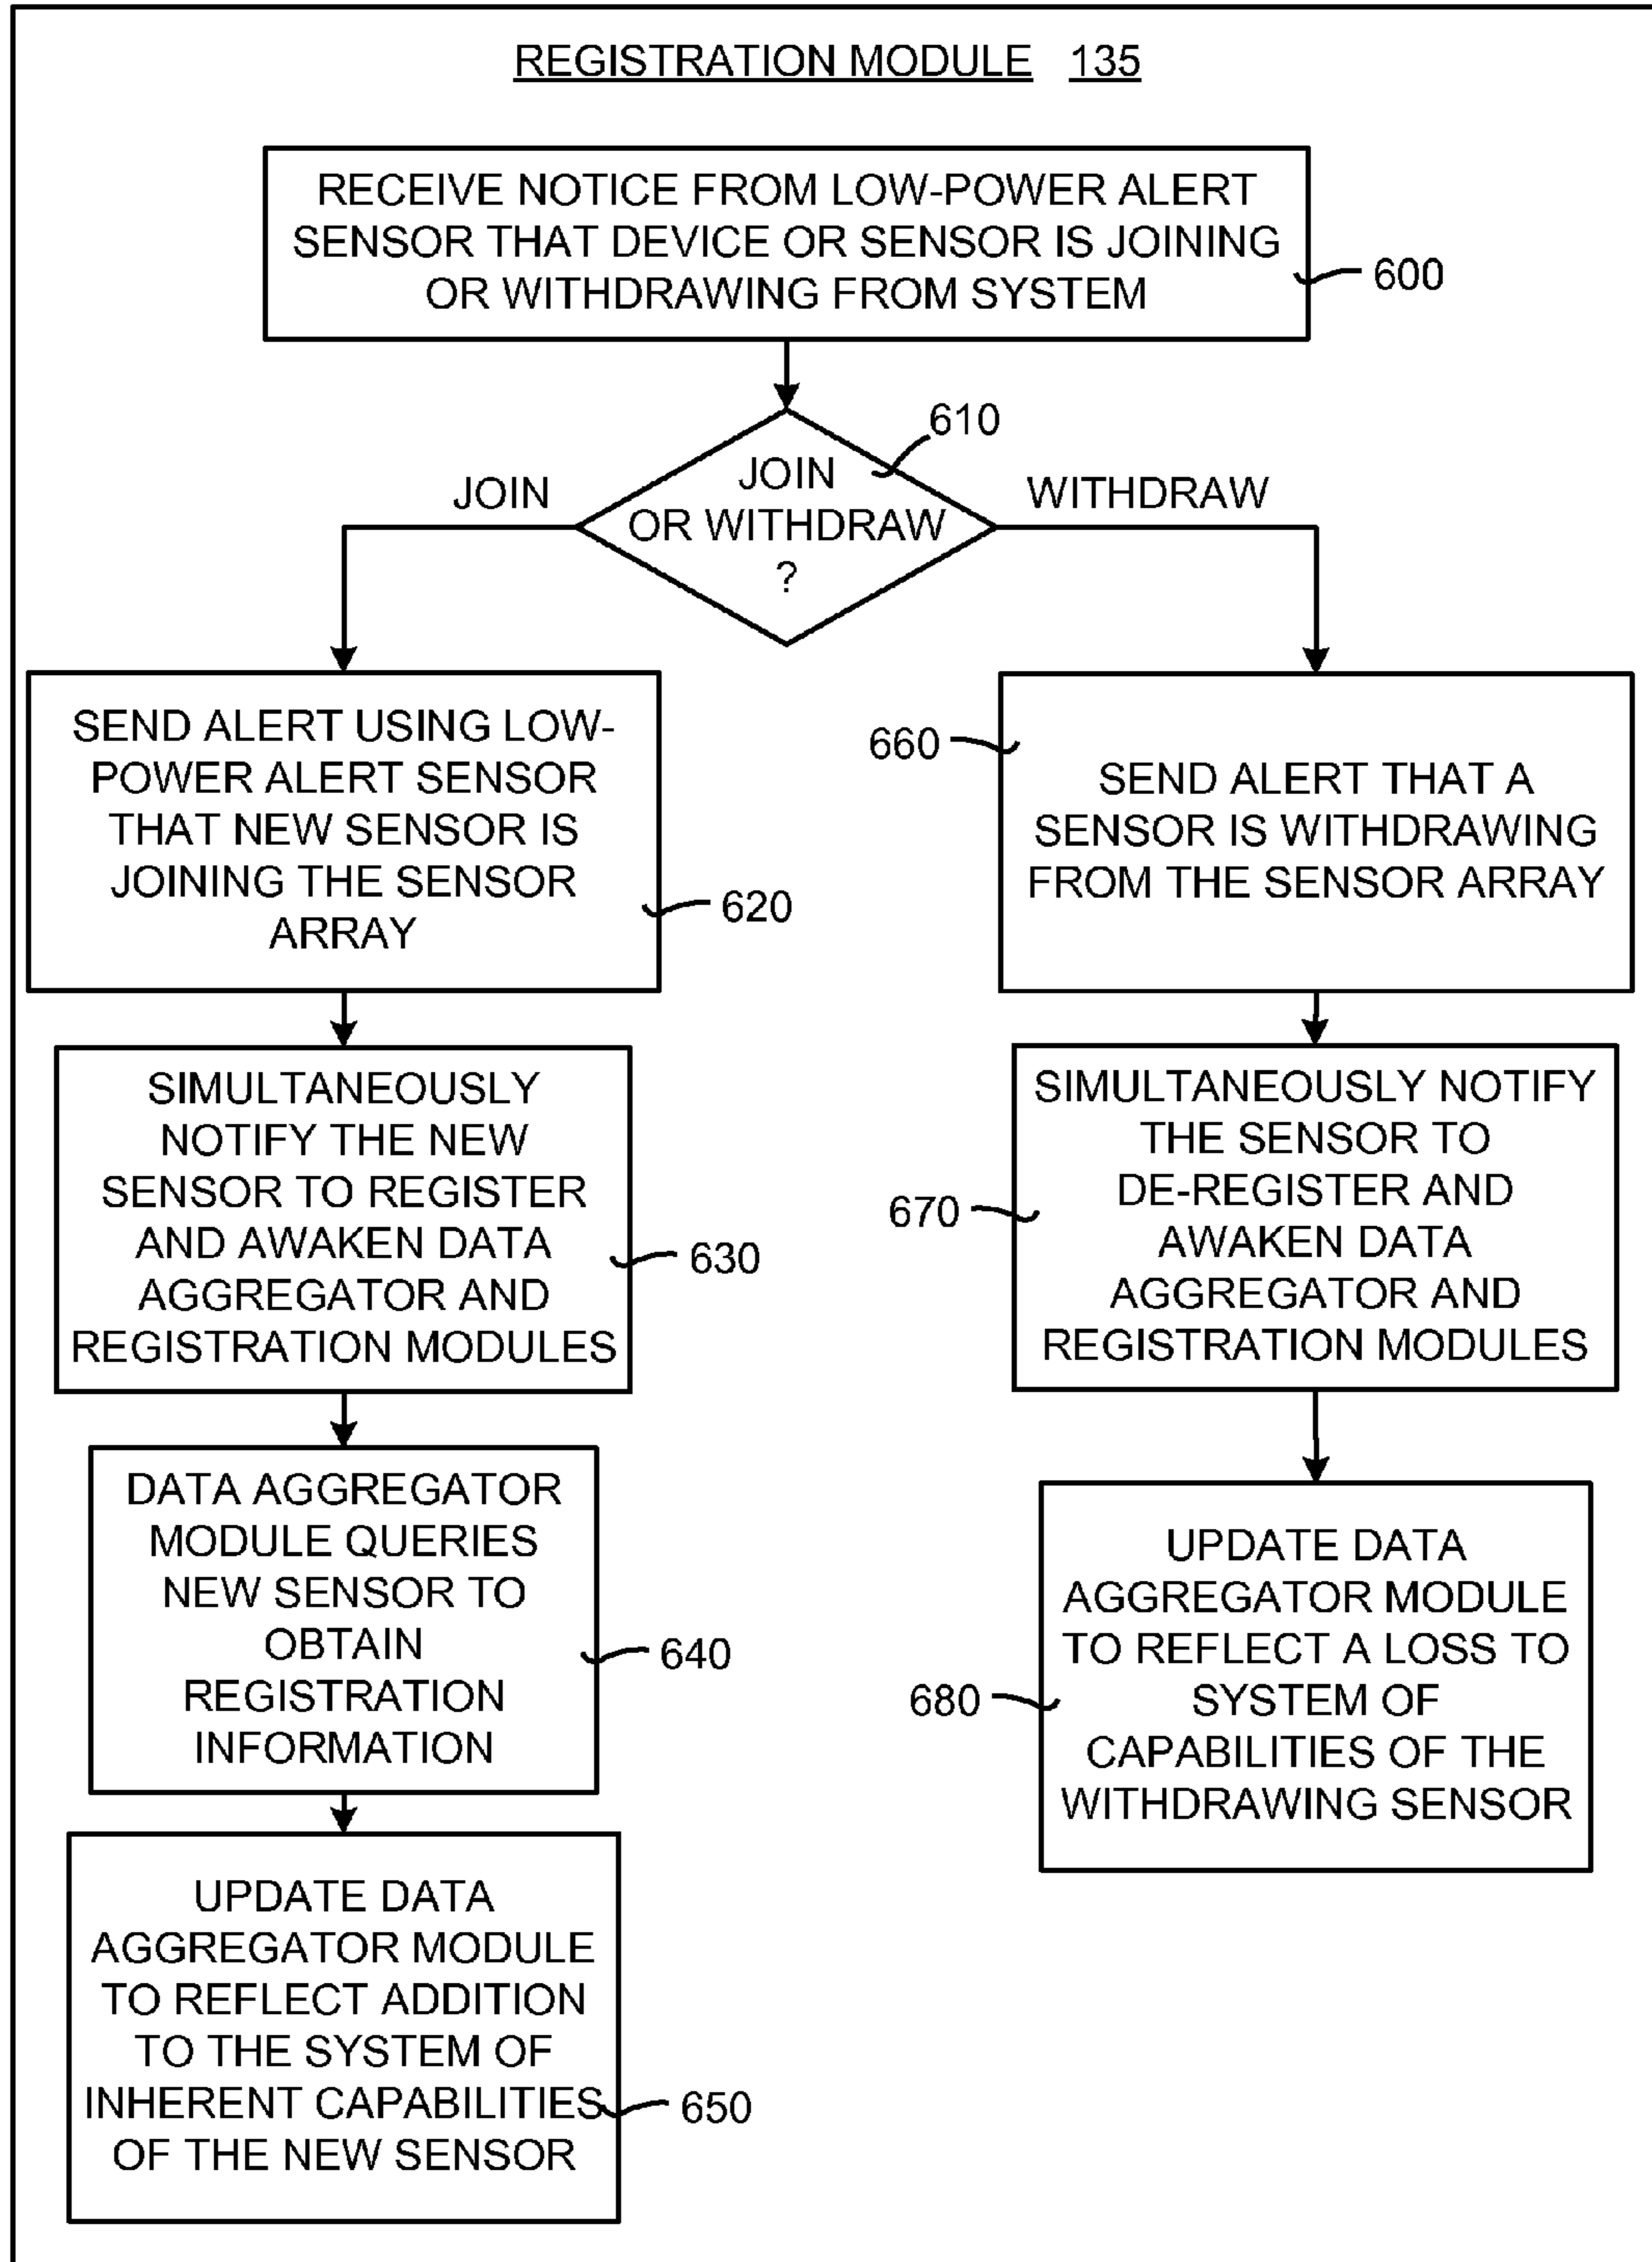 REGISTRATION MODULE 135
RECEIVE NOTICE FROM LOW-POWER ALERT
SENSOR THAT DEVICE OR SENSOR IS JOINING
OR WITHDRAWING FROM SYSTEM
600
610
JOIN
OR WITHDRAW
?
JOIN
WITHDRAW
SEND ALERT USING LOW-
POWER ALERT SENSOR
THAT NEW SENSOR IS
JOINING THE SENSOR
ARRAY
620
SIMULTANEOUSLY
NOTIFY THE NEW
SENSOR TO REGISTER
AND AWAKEN DATA
AGGREGATOR AND
REGISTRATION MODULES
630
DATA AGGREGATOR
MODULE QUERIES
NEW SENSOR TO
OBTAIN
REGISTRATION
INFORMATION
640
UPDATE DATA
AGGREGATOR MODULE
TO REFLECT ADDITION
TO THE SYSTEM OF
INHERENT CAPABILITIES
OF THE NEW SENSOR
650
660
SEND ALERT THAT A
SENSOR IS WITHDRAWING
FROM THE SENSOR ARRAY
670
SIMULTANEOUSLY NOTIFY
THE SENSOR TO
DE-REGISTER AND
AWAKEN DATA
AGGREGATOR AND
REGISTRATION MODULES
680
UPDATE DATA
AGGREGATOR MODULE
TO REFLECT A LOSS TO
SYSTEM OF
CAPABILITIES OF THE
WITHDRAWING SENSOR